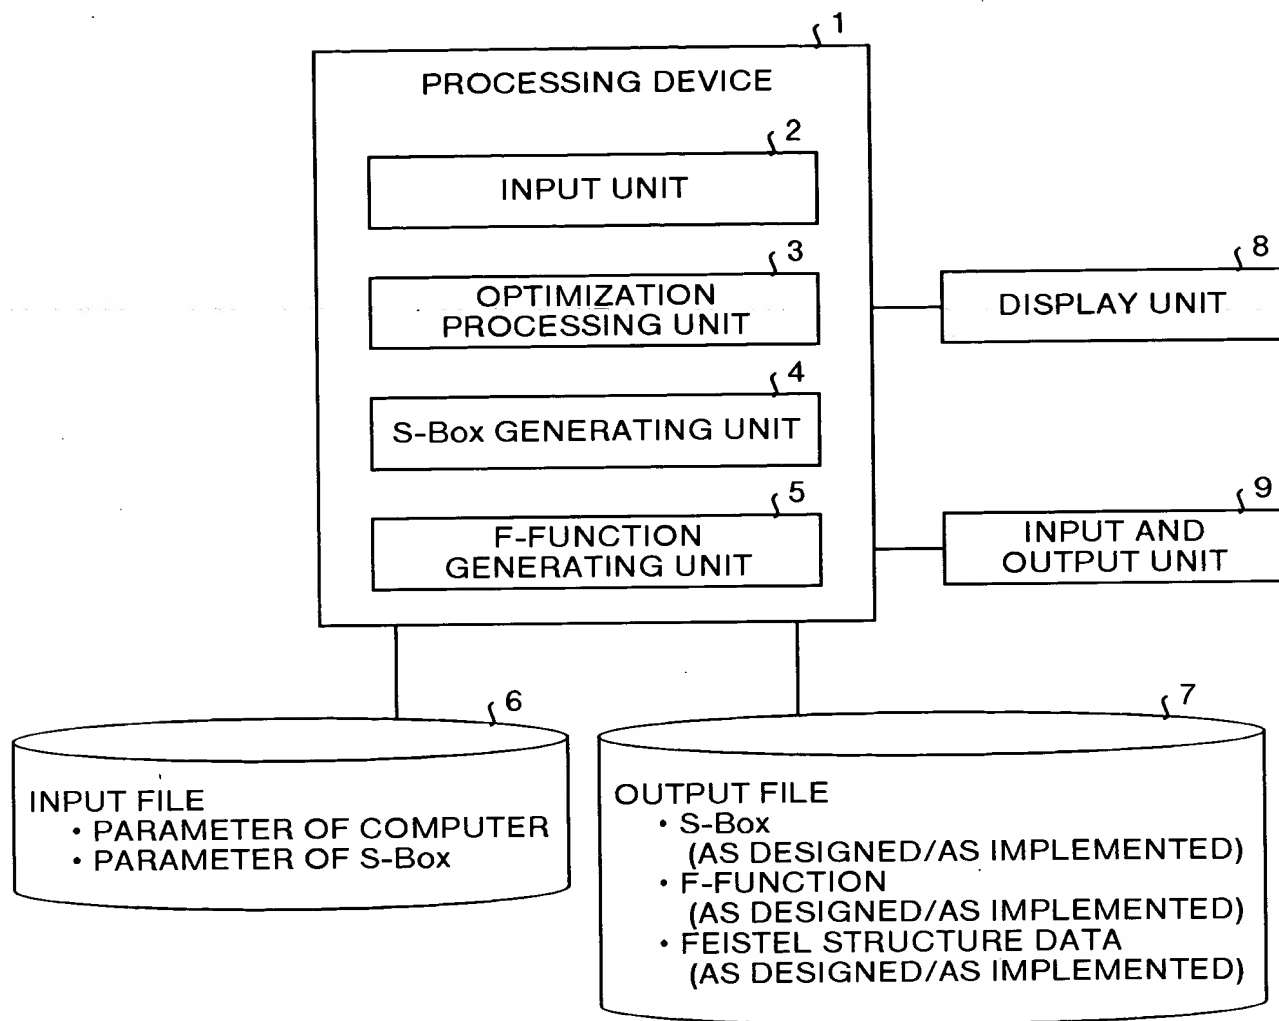 1
PROCESSING DEVICE
2
INPUT UNIT
3
OPTIMIZATION
PROCESSING UNIT
4
S-Box GENERATING UNIT
5
F-FUNCTION
GENERATING UNIT
8
DISPLAY UNIT
9
INPUT AND
OUTPUT UNIT
6
INPUT FILE
• PARAMETER OF COMPUTER
• PARAMETER OF S-Box
7
OUTPUT FILE
• S-Box
(AS DESIGNED/AS IMPLEMENTED)
• F-FUNCTION
(AS DESIGNED/AS IMPLEMENTED)
• FEISTEL STRUCTURE DATA
(AS DESIGNED/AS IMPLEMENTED)